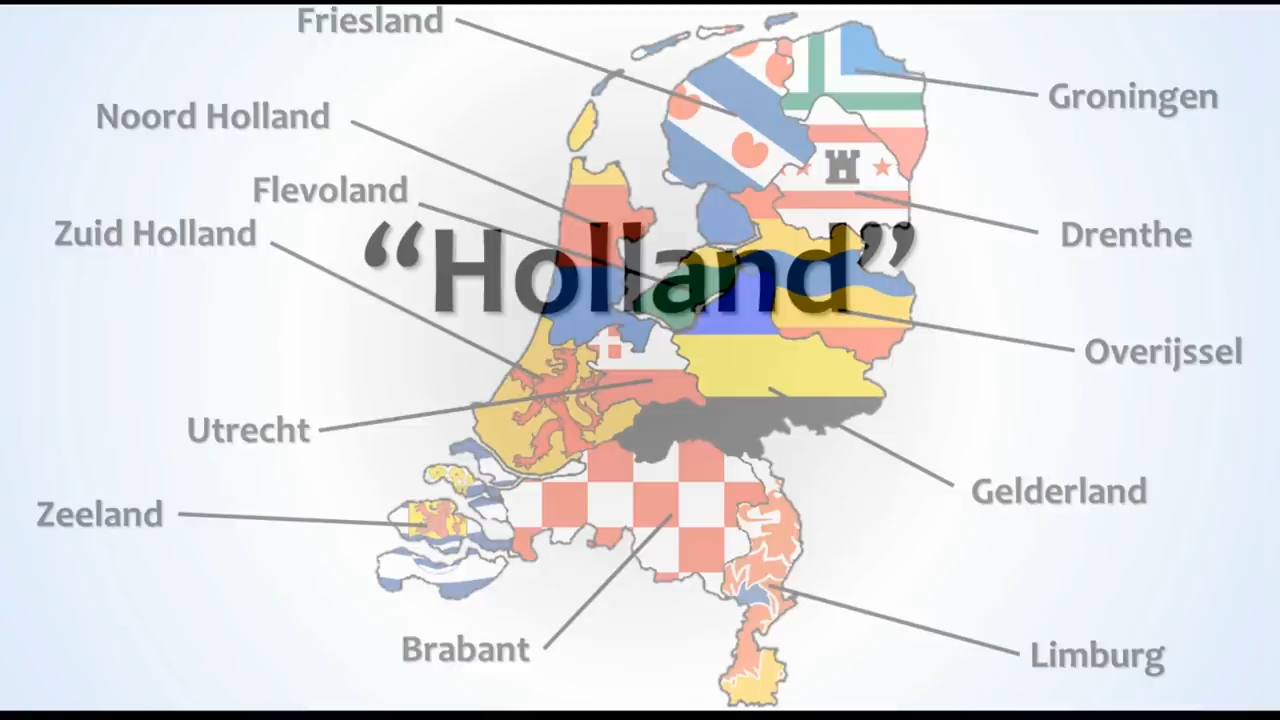 Friesland
Groningen
Noord Holland
Flevoland
Zuid Holland
Drenthe
“Holland”
Overijssel
Utrecht
Gelderland
Zeeland
Brabant
Limburg